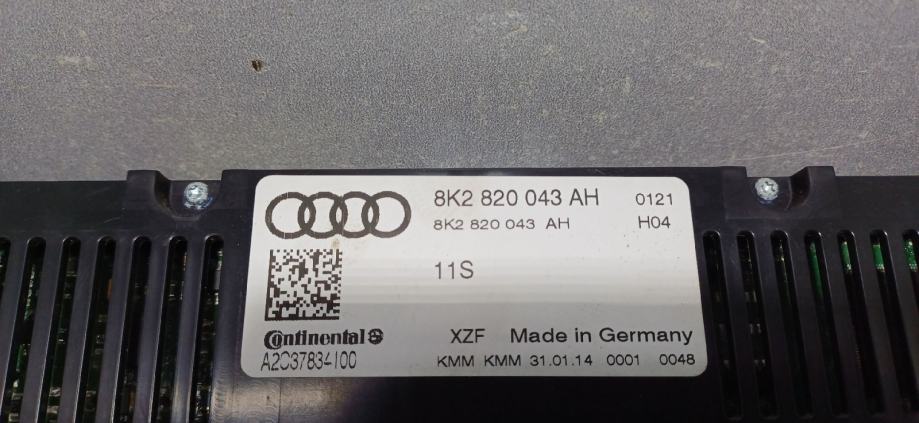 8K2 820 043 AH 0121
8K2 820 043 AH H04
11S
Continental
XZF Made in Germany
A2C37834100
KMM KMM 31.01.14 0001 0048